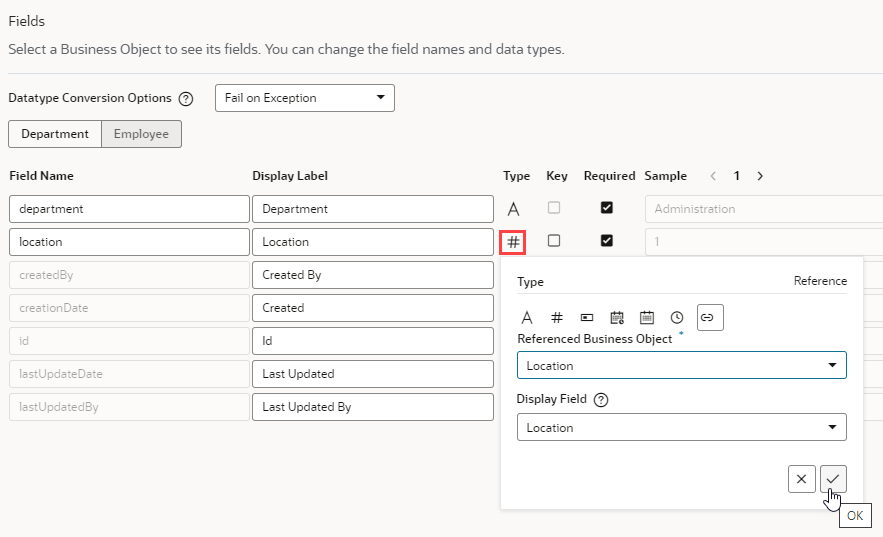 Fields
Select a Business Object to see its fields. You can change the field names and data types.
Datatype Conversion Options ? Fail on Exception
Department Employee
Field Name Display Label Type Key Required Sample < 1 >
department Department A Administration
location Location # 1
createdBy Created By
creationDate Created
id Id
lastUpdateDate Last Updated
lastUpdatedBy Last Updated By
Type Reference
A #
Referenced Business Object *
Location
Display Field ?
Location
OK